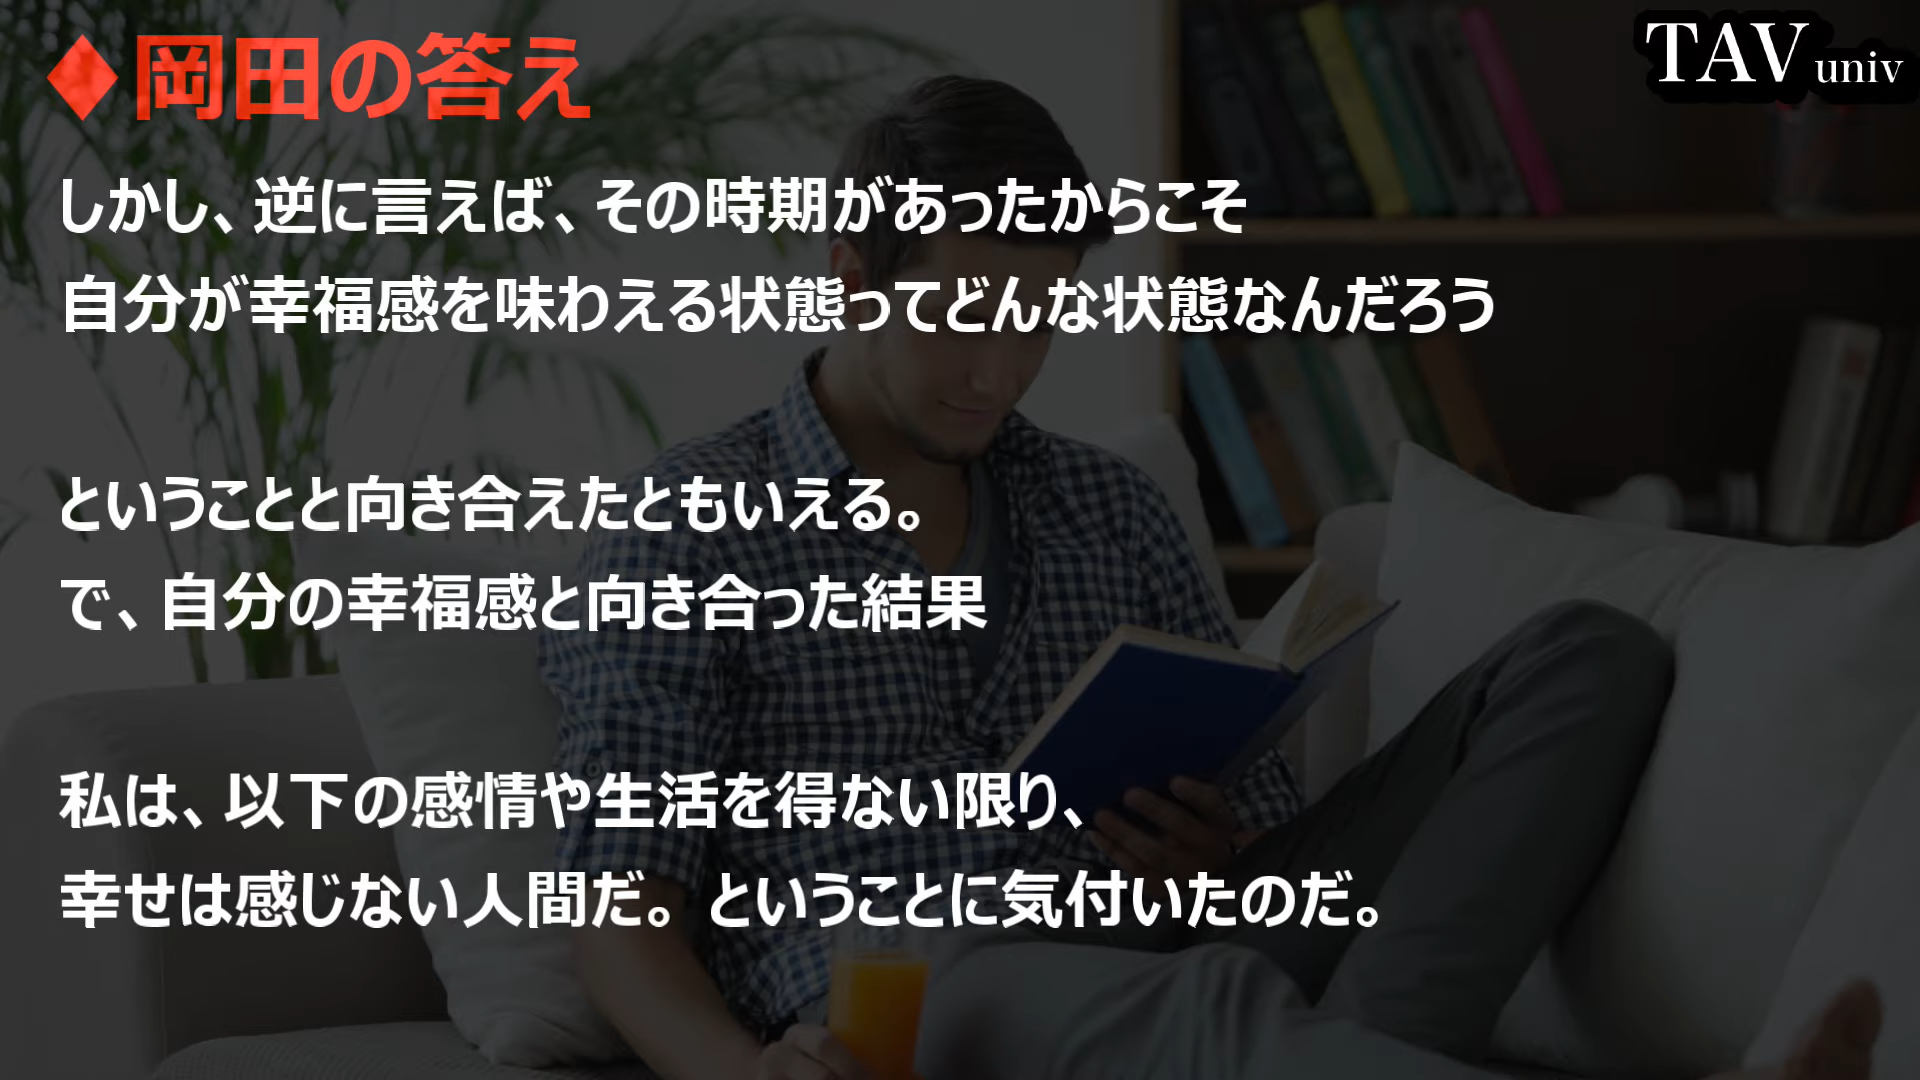 ♦岡田の答え
TAV univ
しかし、逆に言えば、その時期があったからこそ
自分が幸福感を味わえる状態ってどんな状態なんだろう
ということと向き合えたともいえる。
で、自分の幸福感と向き合った結果
私は、以下の感情や生活を得ない限り、
幸せは感じない人間だ。ということに気付いたのだ。